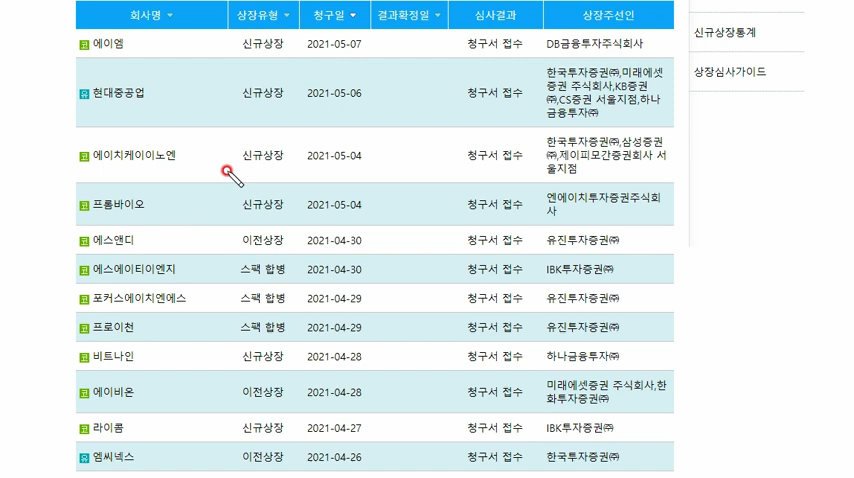 회사명 상장유형 청구일 결과확정일 심사결과 상장주선인
코 에이엠 신규상장 2021-05-07 청구서 접수 DB금융투자주식회사
유 현대중공업 신규상장 2021-05-06 청구서 접수 한국투자증권㈜,미래에셋
증권 주식회사,KB증권
㈜,CS증권 서울지점,하나
금융투자㈜
코 에이치케이이노엔 신규상장 2021-05-04 청구서 접수 한국투자증권㈜,삼성증권
㈜,제이피모간증권회사 서
울지점
코 프롬바이오 신규상장 2021-05-04 청구서 접수 엔에이치투자증권주식회
사
코 에스앤디 이전상장 2021-04-30 청구서 접수 유진투자증권㈜
코 에스에이티이엔지 스팩 합병 2021-04-30 청구서 접수 IBK투자증권㈜
코 포커스에이치엔에스 스팩 합병 2021-04-29 청구서 접수 유진투자증권㈜
코 프로이천 스팩 합병 2021-04-29 청구서 접수 유진투자증권㈜
코 비트나인 신규상장 2021-04-28 청구서 접수 하나금융투자㈜
코 에이비온 이전상장 2021-04-28 청구서 접수 미래에셋증권 주식회사,한
화투자증권㈜
코 라이콤 신규상장 2021-04-27 청구서 접수 IBK투자증권㈜
유 엠씨넥스 이전상장 2021-04-26 청구서 접수 한국투자증권㈜
신규상장통계
상장심사가이드